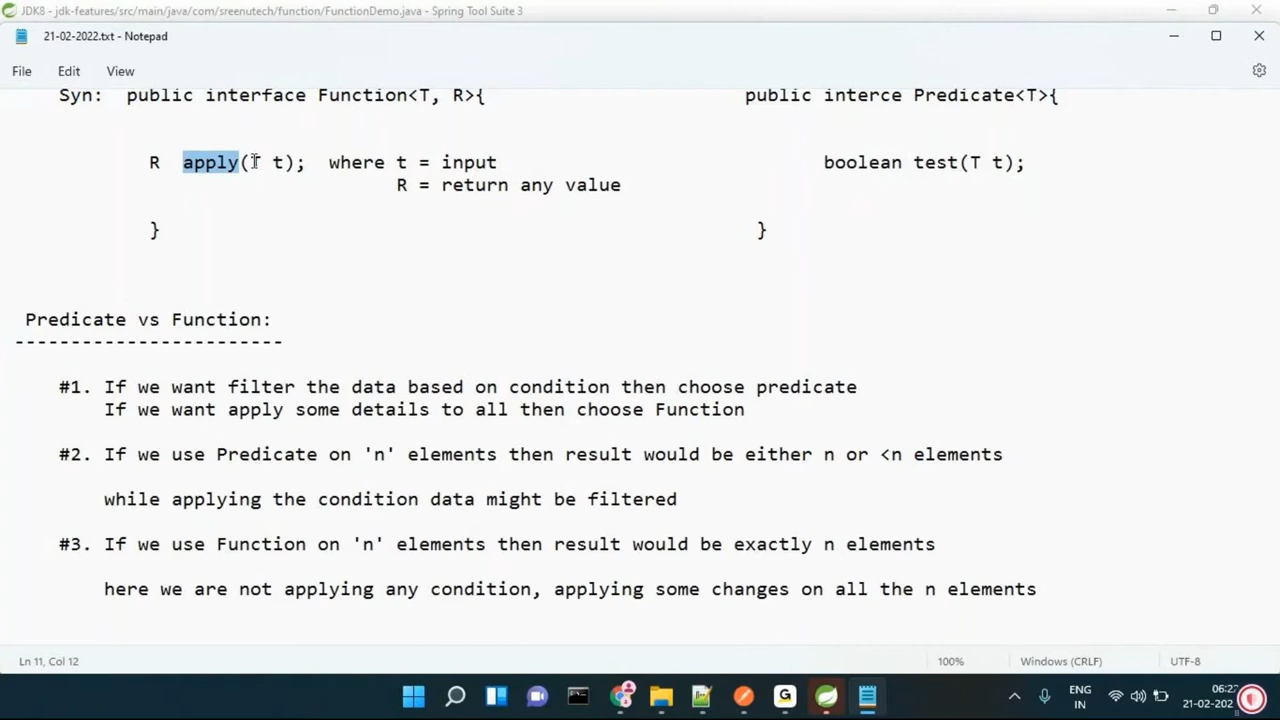 JDK8 - jdk-features/src/main/java/com/sreenutech/function/FunctionDemo.java - Spring Tool Suite 3
21-02-2022.txt - Notepad
File Edit View
Syn: public interface Function<T, R>{ public interce Predicate<T>{
R apply(T t); where t = input boolean test(T t);
R = return any value
} }
Predicate vs Function:
------------------------
#1. If we want filter the data based on condition then choose predicate
If we want apply some details to all then choose Function
#2. If we use Predicate on 'n' elements then result would be either n or <n elements
while applying the condition data might be filtered
#3. If we use Function on 'n' elements then result would be exactly n elements
here we are not applying any condition, applying some changes on all the n elements
Ln 11, Col 12 100% Windows (CRLF) UTF-8
ENG
IN
21-02-202